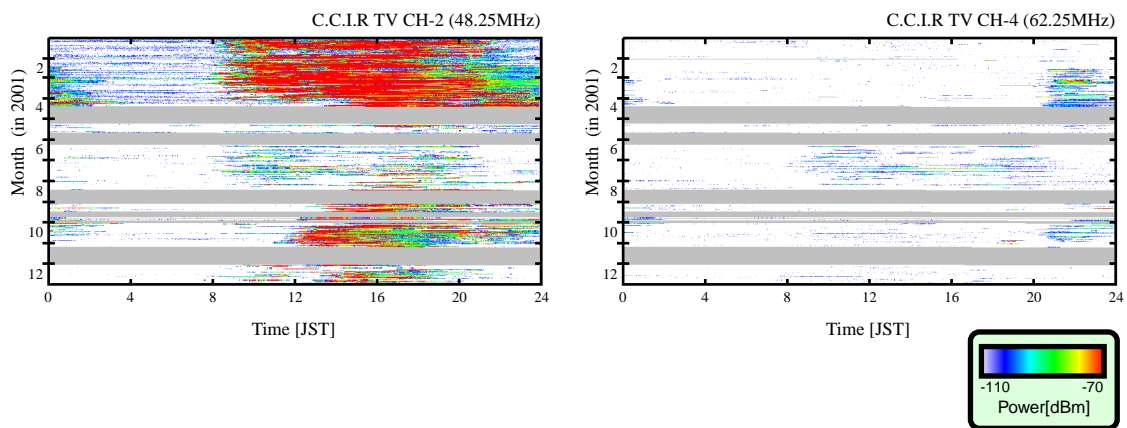 C.C.I.R TV CH-2 (48.25MHz)
Month (in 2001)
2
4
6
8
10
12
0 4 8 12 16 20 24
Time [JST]
C.C.I.R TV CH-4 (62.25MHz)
Month (in 2001)
2
4
6
8
10
12
0 4 8 12 16 20 24
Time [JST]
-110 -70
Power[dBm]